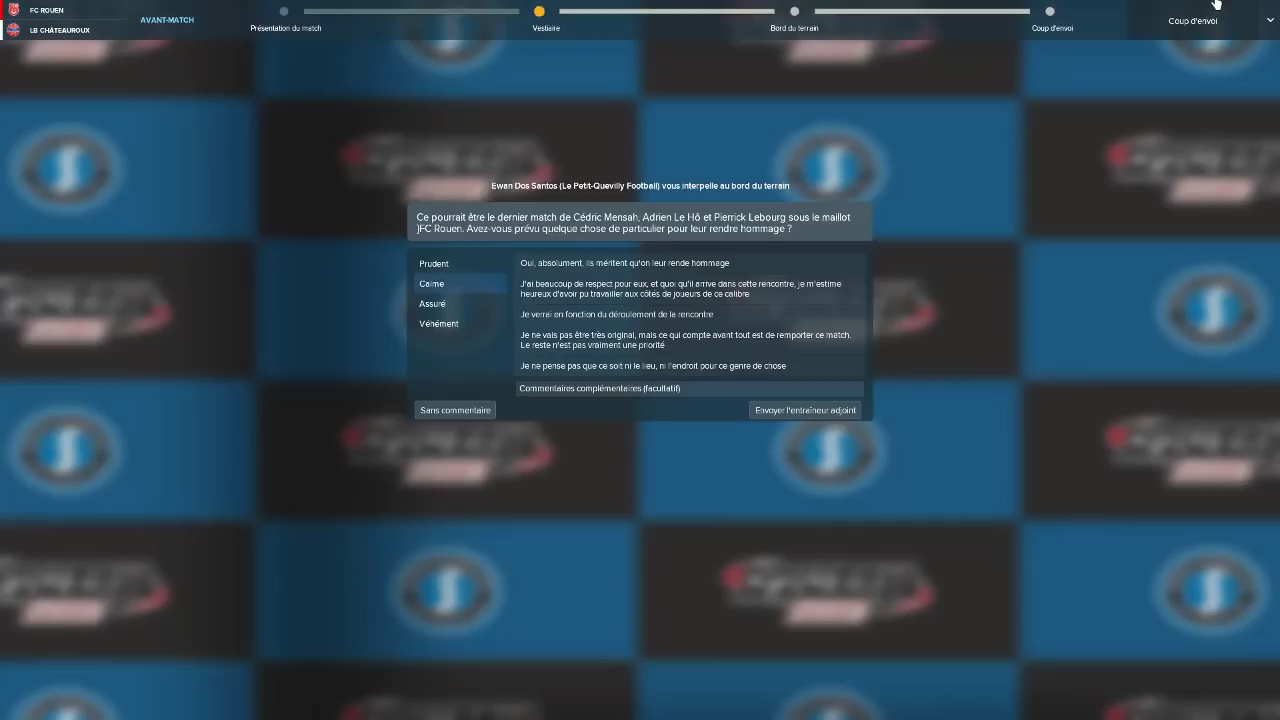 FC ROUEN
LB CHÂTEAUROUX
AVANT-MATCH
Présentation du match
Vestiaire
Bord du terrain
Coup d'envoi
Coup d'envoi
Ewan Dos Santos (Le Petit-Quevilly Football) vous interpelle au bord du terrain
Ce pourrait être le dernier match de Cédric Mensah, Adrien Le Hô et Pierrick Lebourg sous le maillot
]FC Rouen. Avez-vous prévu quelque chose de particulier pour leur rendre hommage ?
Prudent
Calme
Assuré
Véhément
Oui, absolument, ils méritent qu'on leur rende hommage
J'ai beaucoup de respect pour eux, et quoi qu'il arrive dans cette rencontre, je m'estime
heureux d'avoir pu travailler aux côtés de joueurs de ce calibre
Je verrai en fonction du déroulement de la rencontre
Je ne vais pas être très original, mais ce qui compte avant tout est de remporter ce match.
Le reste n'est pas vraiment une priorité
Je ne pense pas que ce soit ni le lieu, ni l'endroit pour ce genre de chose
Commentaires complémentaires (facultatif)
Sans commentaire
Envoyer l'entraîneur adjoint